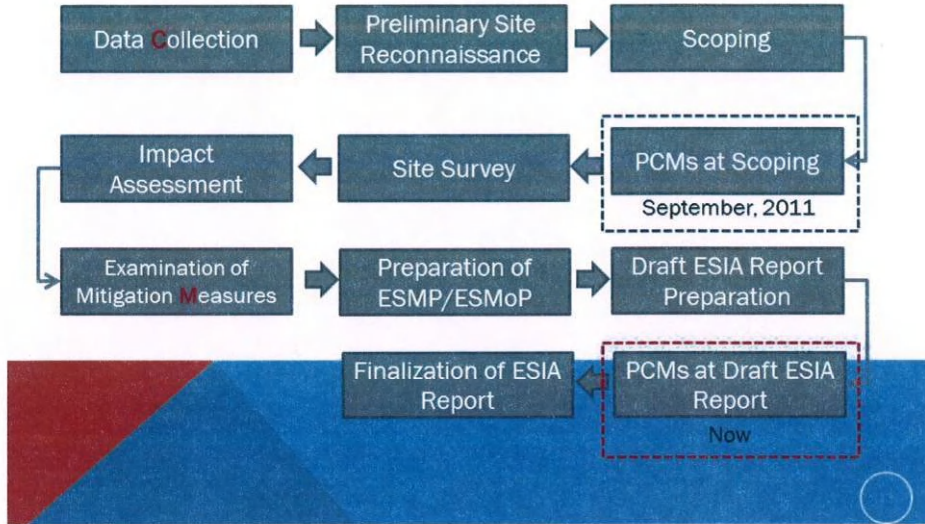 Data Collection
Preliminary Site
Reconnaissance
Scoping
PCMs at Scoping
September, 2011
Site Survey
Impact
Assessment
Examination of
Mitigation Measures
Preparation of
ESMP/ESMoP
Draft ESIA Report
Preparation
PCMs at Draft ESIA
Report
Now
Finalization of ESIA
Report